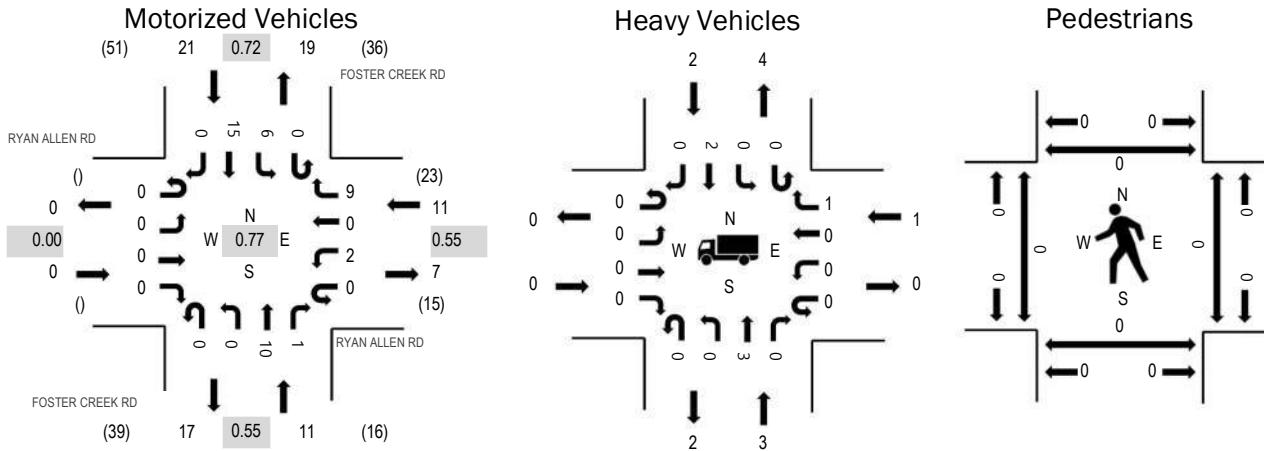 Motorized Vehicles
(51) 21 0.72 19 (36)
FOSTER CREEK RD
RYAN ALLEN RD
0 15 6 0
()
0
0.00
0
()
0
0
0
0
N
W 0.77 E
S
9
0
2
0
(23)
11
0.55
7
(15)
0 0 10 1
RYAN ALLEN RD
FOSTER CREEK RD
(39) 17 0.55 11 (16)
Heavy Vehicles
2 4
0 2 0 0
0
0
0
0
0
0
N
W E
S
1
0
0
0
1
0
0 0 3 0
2 3
Pedestrians
0 0
0
0
0
0
N
W E
S
0
0
0
0
0 0